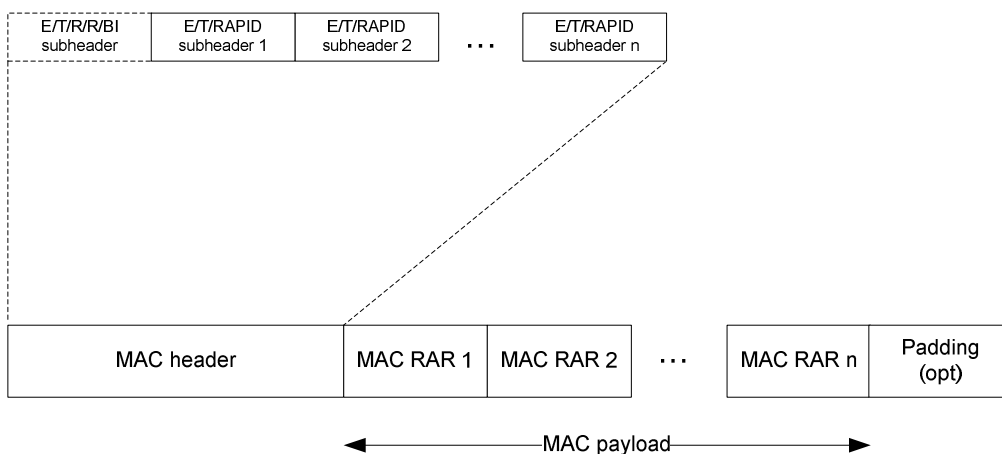 E/T/R/R/BI
subheader
E/T/RAPID
subheader 1
E/T/RAPID
subheader 2
...
E/T/RAPID
subheader n
MAC header
MAC RAR 1
MAC RAR 2
...
MAC RAR n
Padding
(opt)
MAC payload